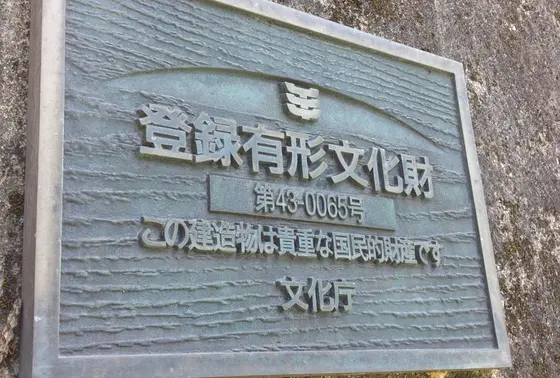 登録有形文化財
第43-0065号
この建造物は貴重な国民的財産です
文化庁